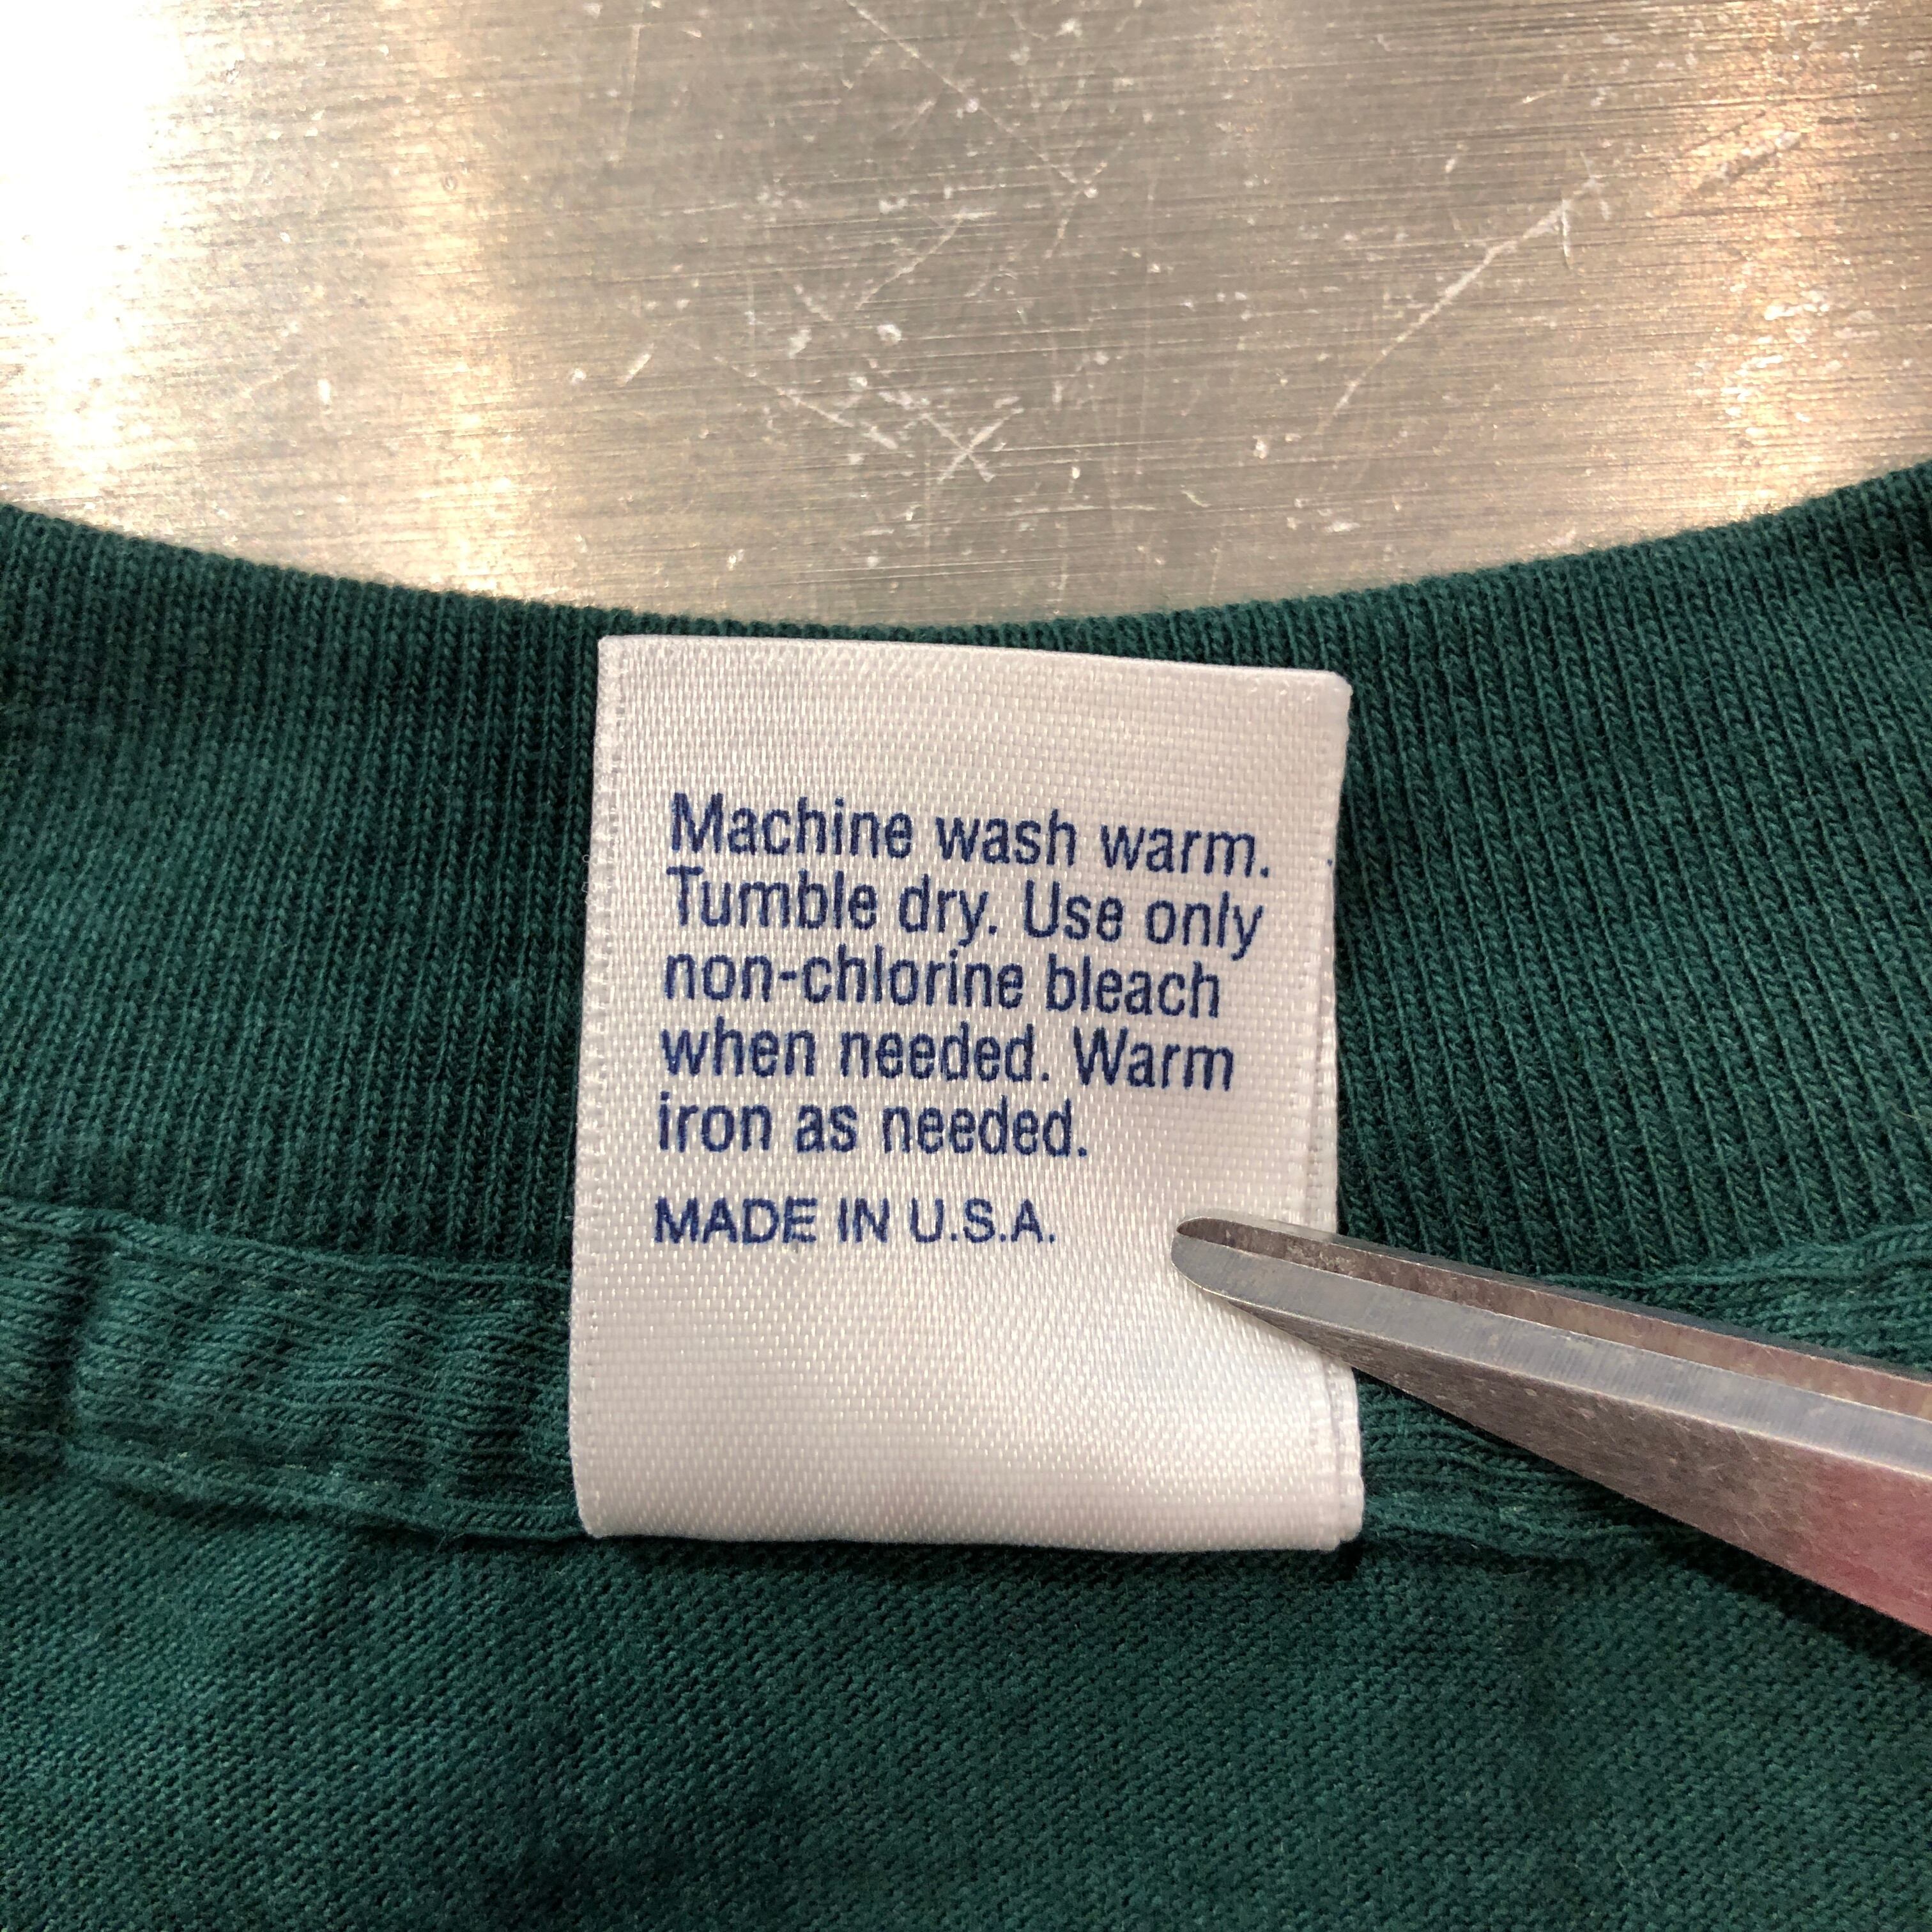 Machine wash warm.
Tumble dry. Use only
non-chlorine bleach
when needed. Warm
iron as needed.
MADE IN U.S.A.